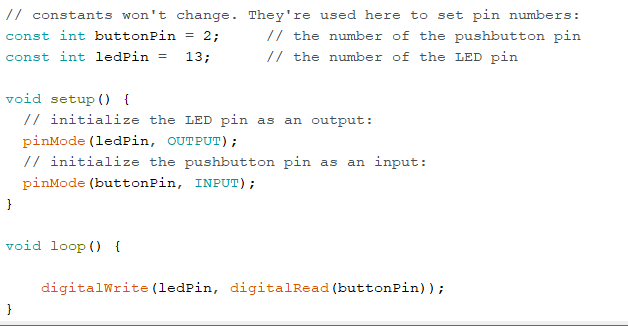 // constants won't change. They're used here to set pin numbers:
const int buttonPin = 2;     // the number of the pushbutton pin
const int ledPin =  13;      // the number of the LED pin

void setup() {
  // initialize the LED pin as an output:
  pinMode(ledPin, OUTPUT);
  // initialize the pushbutton pin as an input:
  pinMode(buttonPin, INPUT);
}

void loop() {

    digitalWrite(ledPin, digitalRead(buttonPin));
}